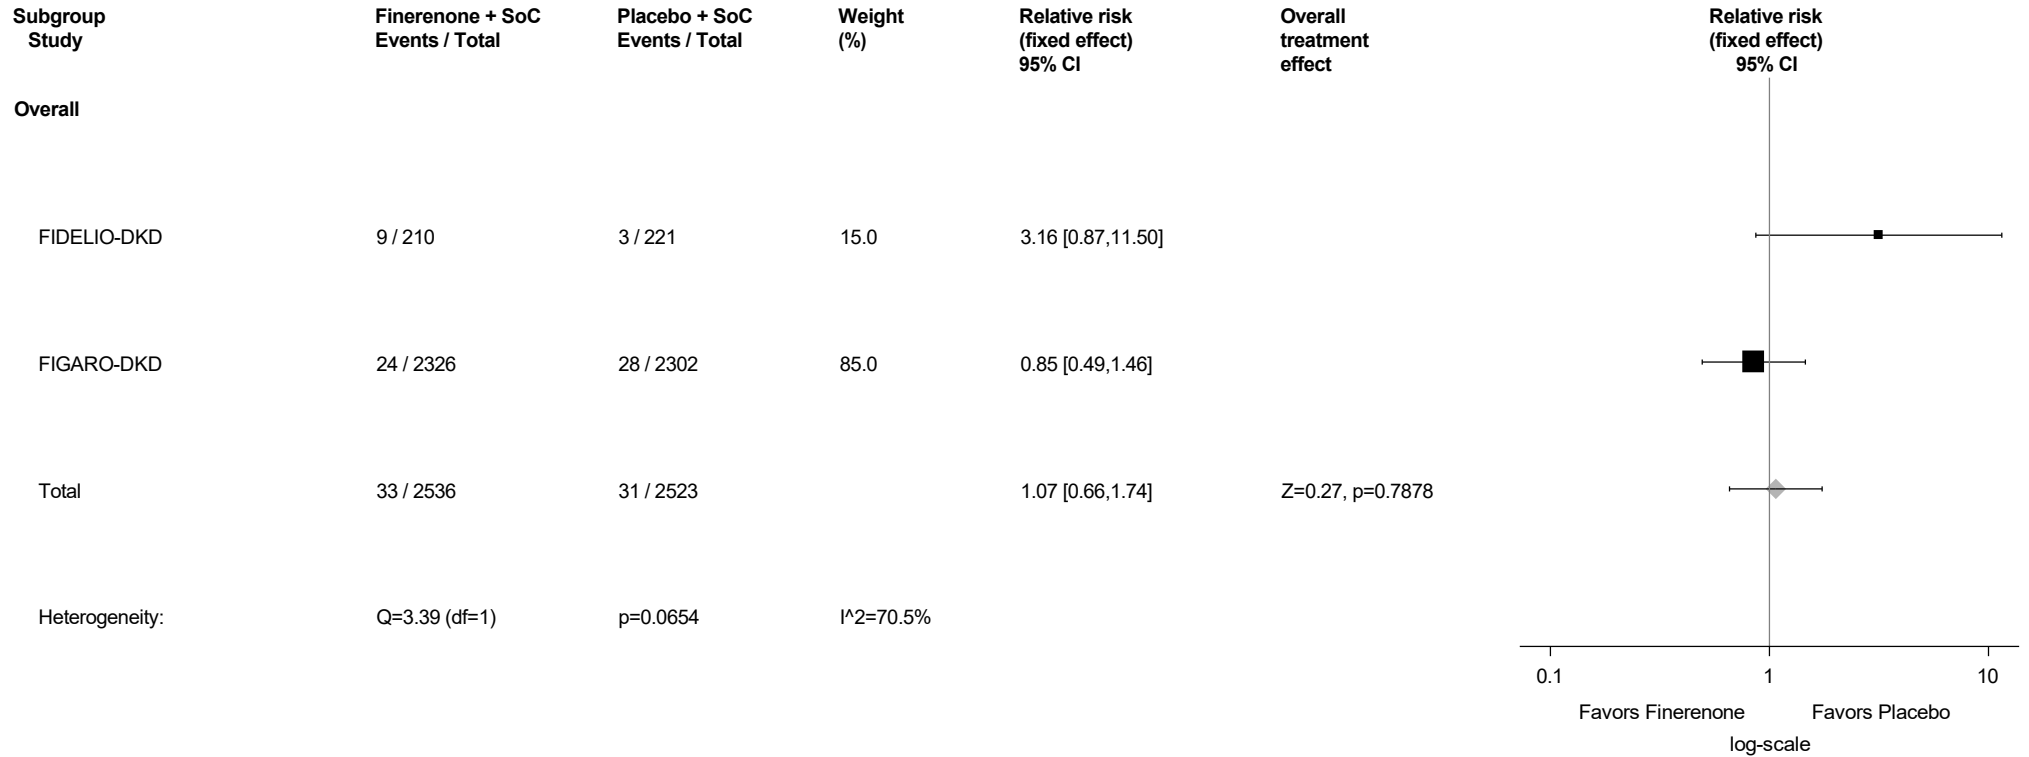 Subgroup Finerenone + SoC Placebo + SoC Weight Relative risk Overall Relative risk
Study Events / Total Events / Total (%) (fixed effect) treatment (fixed effect)
95% CI effect 95% CI
Overall
FIDELIO-DKD 9 / 210 3 / 221 15.0 3.16 [0.87,11.50]
FIGARO-DKD 24 / 2326 28 / 2302 85.0 0.85 [0.49,1.46]
Total 33 / 2536 31 / 2523 1.07 [0.66,1.74] Z=0.27, p=0.7878
Heterogeneity: Q=3.39 (df=1) p=0.0654 I^2=70.5%
0.1 1 10
Favors Finerenone Favors Placebo
log-scale